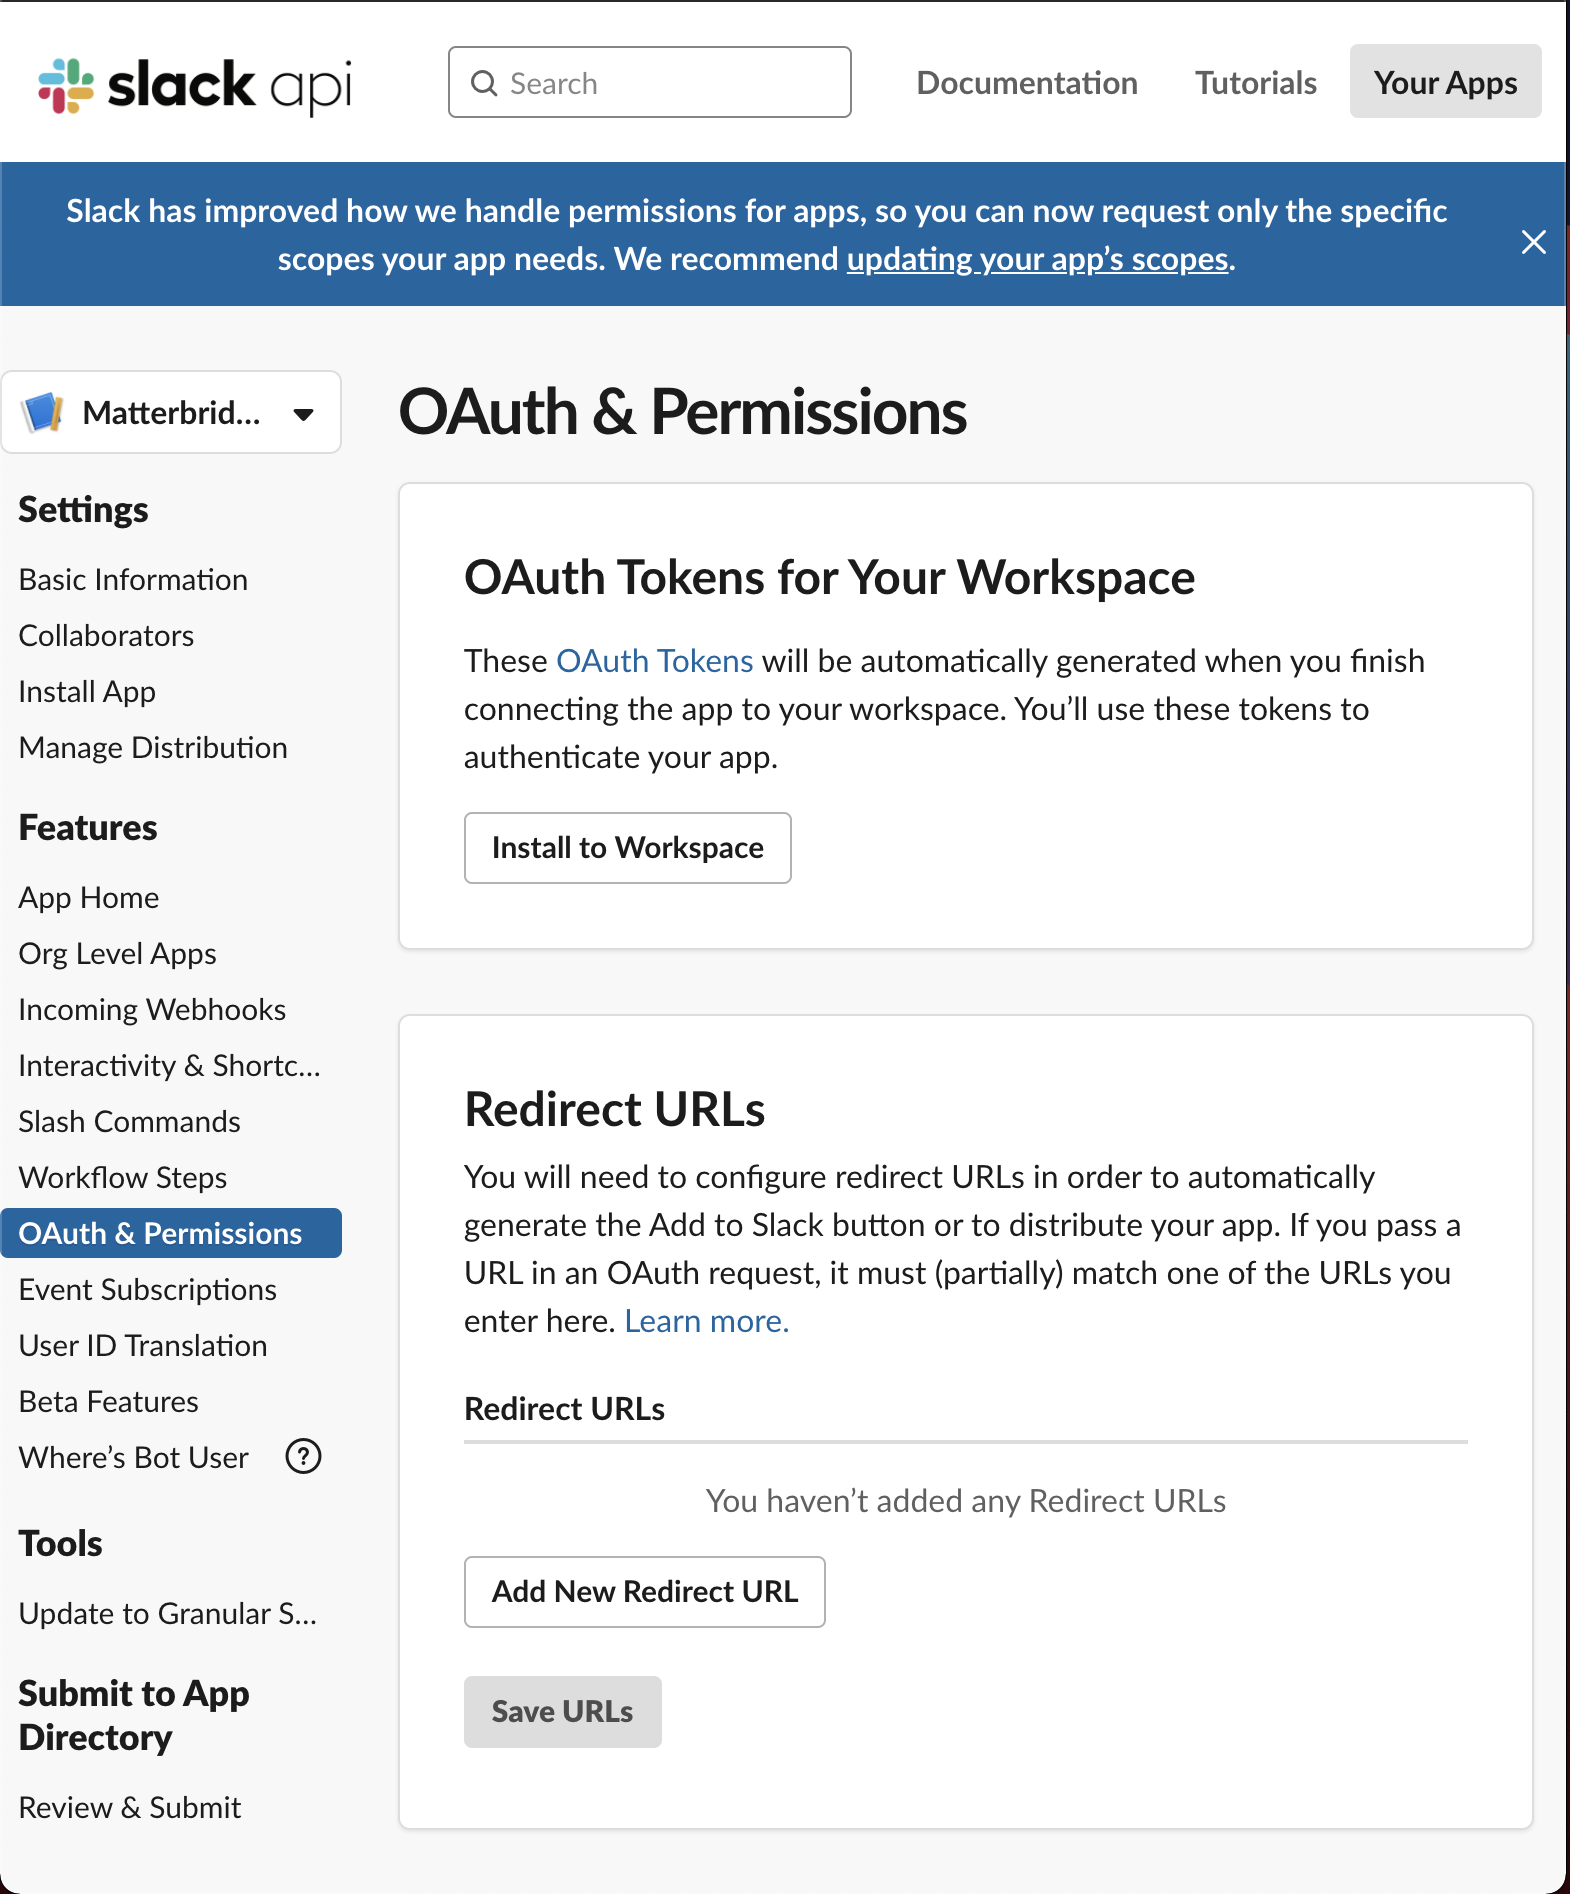 slack api
Search
Documentation
Tutorials
Your Apps
Slack has improved how we handle permissions for apps, so you can now request only the specific
scopes your app needs. We recommend updating your app’s scopes.
Matterbrid...
Settings
Basic Information
Collaborators
Install App
Manage Distribution
Features
App Home
Org Level Apps
Incoming Webhooks
Interactivity & Shortc...
Slash Commands
Workflow Steps
OAuth & Permissions
Event Subscriptions
User ID Translation
Beta Features
Where’s Bot User ?
Tools
Update to Granular S...
Submit to App
Directory
Review & Submit
OAuth & Permissions
OAuth Tokens for Your Workspace
These OAuth Tokens will be automatically generated when you finish
connecting the app to your workspace. You’ll use these tokens to
authenticate your app.
Install to Workspace
Redirect URLs
You will need to configure redirect URLs in order to automatically
generate the Add to Slack button or to distribute your app. If you pass a
URL in an OAuth request, it must (partially) match one of the URLs you
enter here. Learn more.
Redirect URLs
You haven’t added any Redirect URLs
Add New Redirect URL
Save URLs